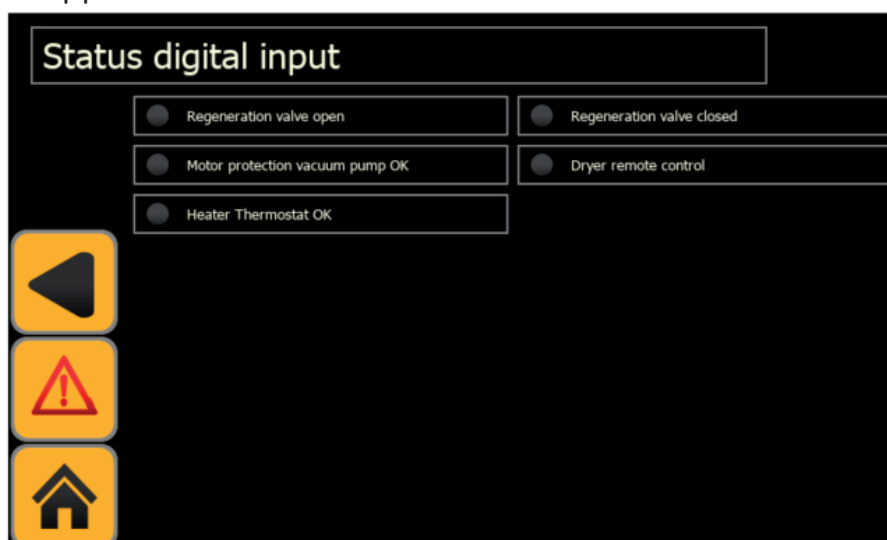 Status digital input
Regeneration valve open
Regeneration valve closed
Motor protection vacuum pump OK
Dryer remote control
Heater Thermostat OK